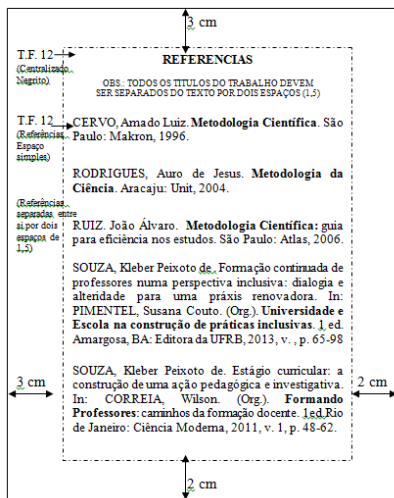 3 cm
T.F. 12
(Centralizado
Negrito)
REFERENCIAS
OBS.: TODOS OS TITULOS DO TRABALHO DEVEM
SER SEPARADOS DO TEXTO POR DOIS ESPAÇOS (1,5)
T.F. 12
(Referências
Espaço
simples)
CERVO, Amado Luiz. Metodologia Científica. São
Paulo: Makron, 1996.
RODRIGUES, Auro de Jesus. Metodologia da
Ciência. Aracaju: Unit, 2004.
(Referências
separadas entre
si por dois
espaços de
1,5)
RUIZ. João Álvaro. Metodologia Científica: guia
para eficiência nos estudos. São Paulo: Atlas, 2006.
SOUZA, Kleber Peixoto de. Formação continuada de
professores numa perspectiva inclusiva: dialogia e
alteridade para uma práxis renovadora. In:
PIMENTEL, Susana Couto. (Org.). Universidade e
Escola na construção de práticas inclusivas. 1 ed.
Amargosa, BA: Editora da UFRB, 2013, v. , p. 65-98
SOUZA, Kleber Peixoto de. Estágio curricular: a
construção de uma ação pedagógica e investigativa.
In: CORREIA, Wilson. (Org.). Formando
Professores: caminhos da formação docente. 1ed.Rio
de Janeiro: Ciência Moderna, 2011, v. 1, p. 48-62.
3 cm
2 cm
2 cm